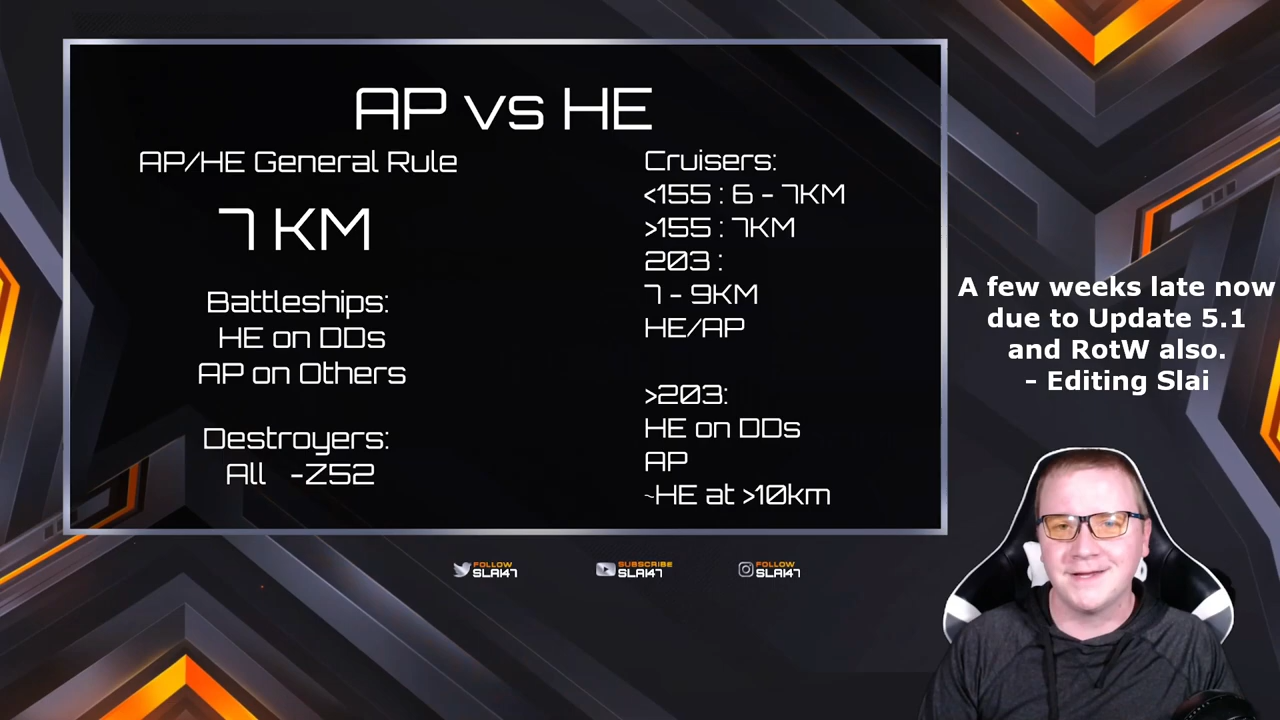 AP vs HE
AP/HE General Rule
7 KM
Battleships:
HE on DDs
AP on Others
Destroyers:
All -Z52
Cruisers:
<155 : 6 - 7KM
>155 : 7KM
203 :
7 - 9KM
HE/AP
>203:
HE on DDs
AP
~HE at >10km
A few weeks late now
due to Update 5.1
and RotW also.
- Editing Slai
FOLLOW
SLAI47
SUBSCRIBE
SLAI47
FOLLOW
SLAI47